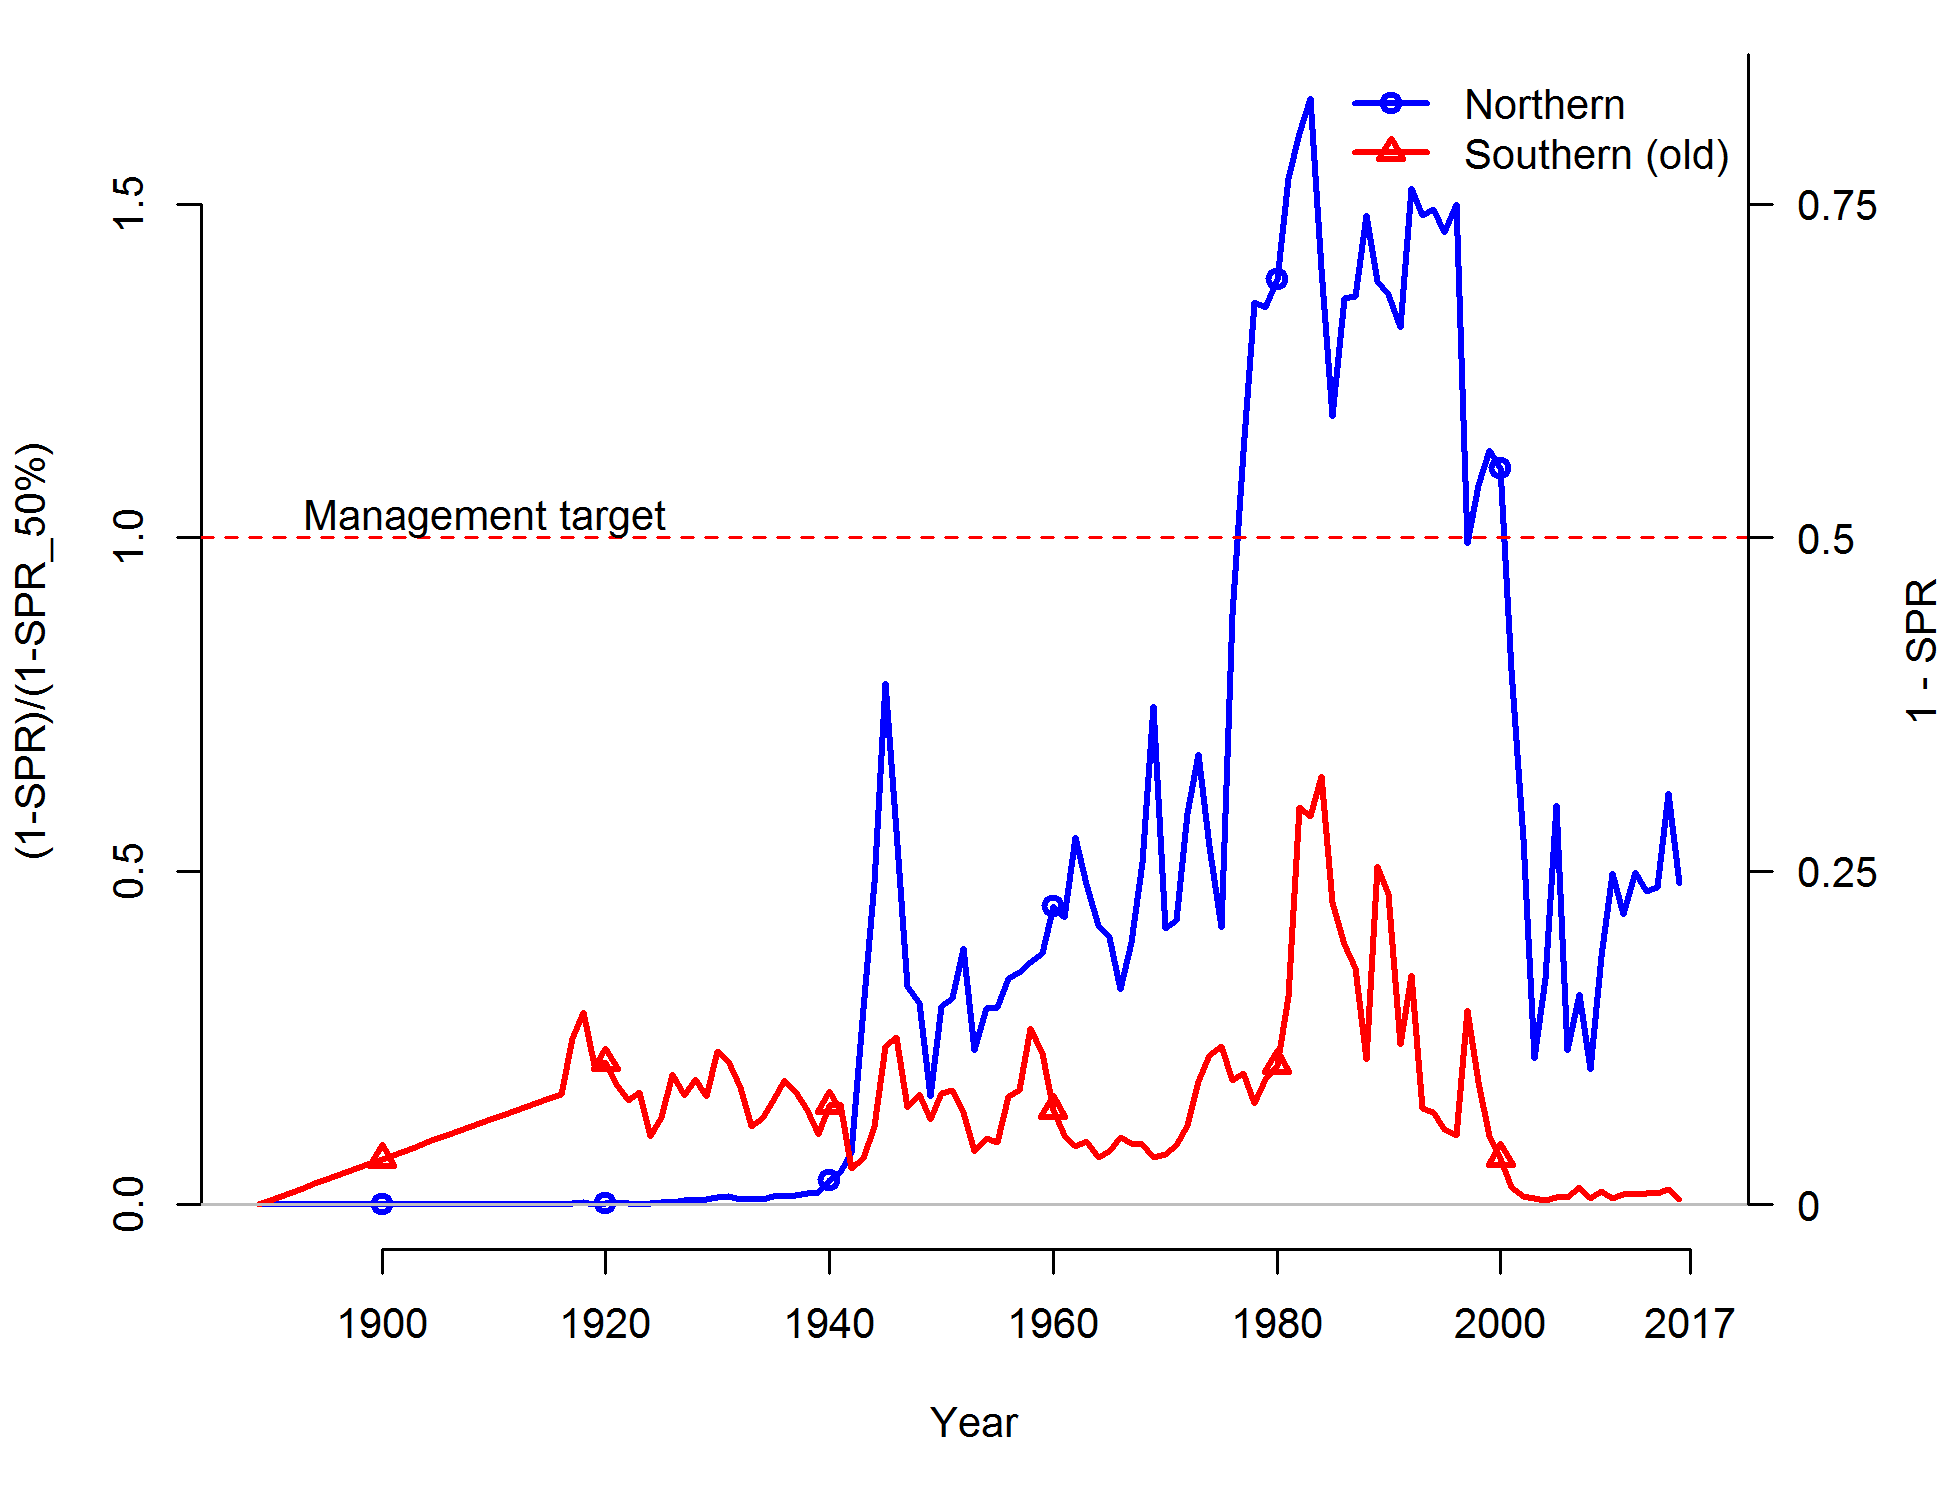 Northern
Southern (old)
Management target
(1-SPR)/(1-SPR_50%)
1.5
1.0
0.5
0.0
0.75
0.5
0.25
0
1 - SPR
1900 1920 1940 1960 1980 2000 2017
Year